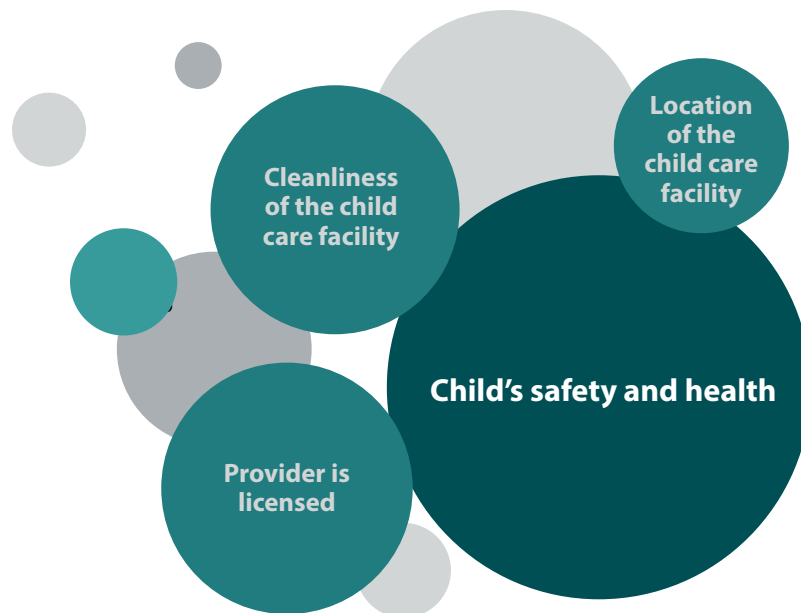 Location
of the
child care
facility
Cleanliness
of the child
care facility
Child’s safety and health
Provider is
licensed